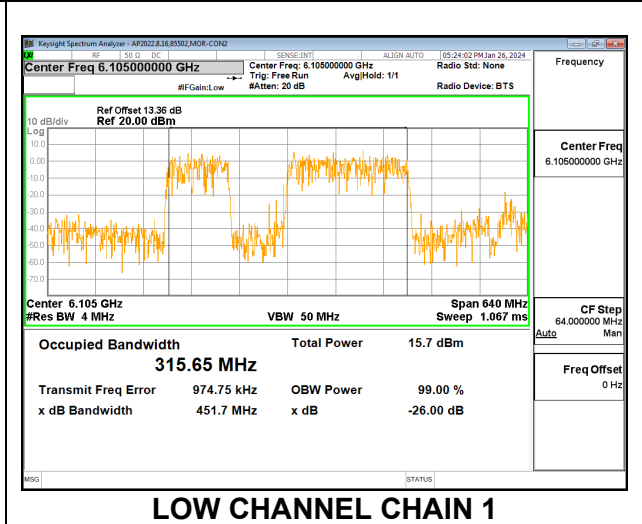 Keysight Spectrum Analyzer - AP2022.8.16,85502,MOR-CON2
RF 50 Ω DC SENSE:INT ALIGN AUTO 05:24:02 PM Jan 26, 2024
Center Freq 6.105000000 GHz Center Freq: 6.105000000 GHz Radio Std: None Frequency
Trig: Free Run Avg|Hold: 1/1
#IFGain:Low #Atten: 20 dB Radio Device: BTS
Ref Offset 13.36 dB
10 dB/div Ref 20.00 dBm
Log
10.0
0.00
-10.0
-20.0
-30.0
-40.0
-50.0
-60.0
-70.0
Center Freq
6.105000000 GHz
Center 6.105 GHz Span 640 MHz
#Res BW 4 MHz VBW 50 MHz Sweep 1.067 ms
CF Step
64.000000 MHz
Auto Man
Occupied Bandwidth Total Power 15.7 dBm
315.65 MHz
Freq Offset
0 Hz
Transmit Freq Error 974.75 kHz OBW Power 99.00 %
x dB Bandwidth 451.7 MHz x dB -26.00 dB
MSG STATUS
LOW CHANNEL CHAIN 1